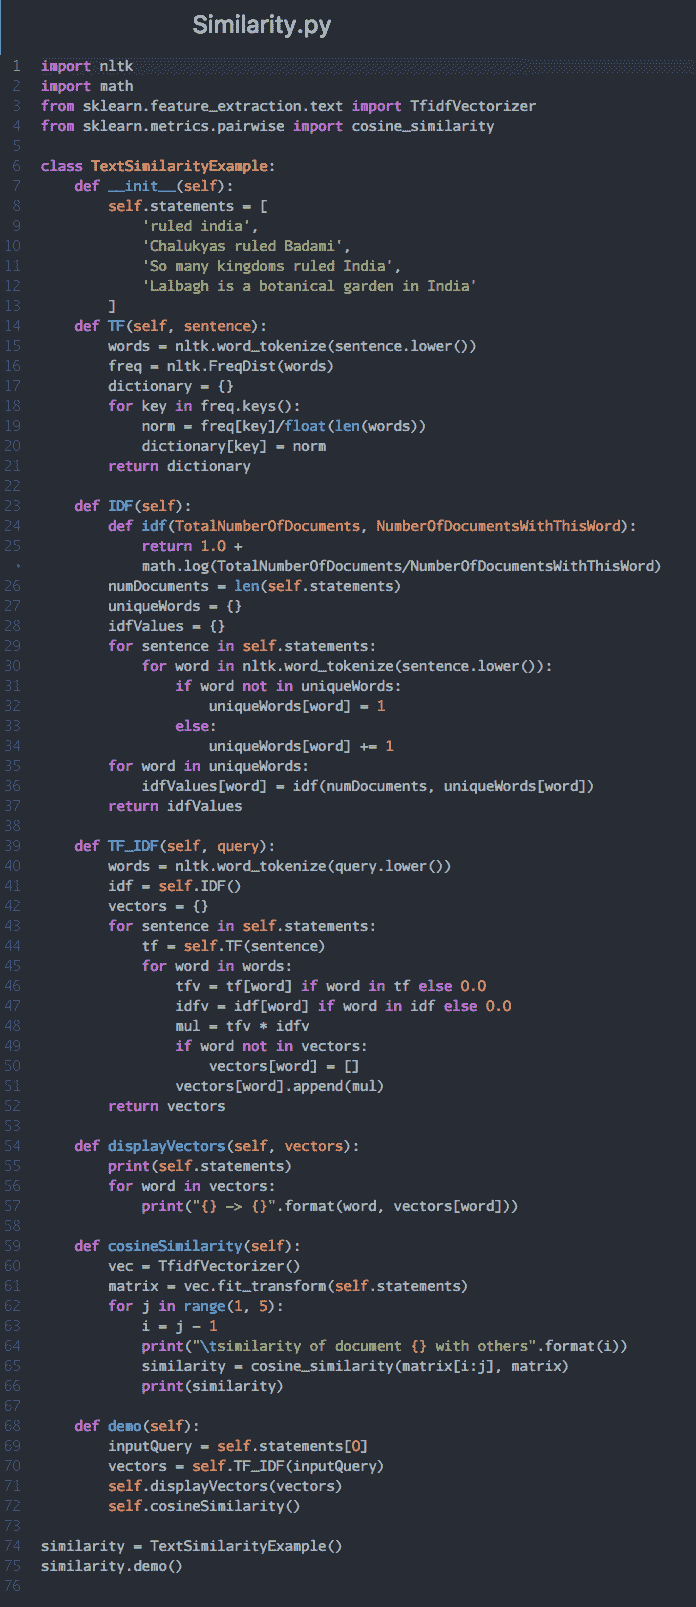 Similarity.py
1 import nltk
2 import math
3 from sklearn.feature_extraction.text import TfidfVectorizer
4 from sklearn.metrics.pairwise import cosine_similarity
5
6 class TextSimilarityExample:
7     def __init__(self):
8         self.statements = [
9             'ruled india',
10             'Chalukyas ruled Badami',
11             'So many kingdoms ruled India',
12             'Lalbagh is a botanical garden in India'
13         ]
14     def TF(self, sentence):
15         words = nltk.word_tokenize(sentence.lower())
16         freq = nltk.FreqDist(words)
17         dictionary = {}
18         for key in freq.keys():
19             norm = freq[key]/float(len(words))
20             dictionary[key] = norm
21         return dictionary
22
23     def IDF(self):
24         def idf(TotalNumberOfDocuments, NumberOfDocumentsWithThisWord):
25             return 1.0 +
•             math.log(TotalNumberOfDocuments/NumberOfDocumentsWithThisWord)
26         numDocuments = len(self.statements)
27         uniqueWords = {}
28         idfValues = {}
29         for sentence in self.statements:
30             for word in nltk.word_tokenize(sentence.lower()):
31                 if word not in uniqueWords:
32                     uniqueWords[word] = 1
33                 else:
34                     uniqueWords[word] += 1
35         for word in uniqueWords:
36             idfValues[word] = idf(numDocuments, uniqueWords[word])
37         return idfValues
38
39     def TF_IDF(self, query):
40         words = nltk.word_tokenize(query.lower())
41         idf = self.IDF()
42         vectors = {}
43         for sentence in self.statements:
44             tf = self.TF(sentence)
45             for word in words:
46                 tfv = tf[word] if word in tf else 0.0
47                 idfv = idf[word] if word in idf else 0.0
48                 mul = tfv * idfv
49                 if word not in vectors:
50                     vectors[word] = []
51                 vectors[word].append(mul)
52         return vectors
53
54     def displayVectors(self, vectors):
55         print(self.statements)
56         for word in vectors:
57             print("{} -> {}".format(word, vectors[word]))
58
59     def cosineSimilarity(self):
60         vec = TfidfVectorizer()
61         matrix = vec.fit_transform(self.statements)
62         for j in range(1, 5):
63             i = j - 1
64             print("\tsimilarity of document {} with others".format(i))
65             similarity = cosine_similarity(matrix[i:j], matrix)
66             print(similarity)
67
68     def demo(self):
69         inputQuery = self.statements[0]
70         vectors = self.TF_IDF(inputQuery)
71         self.displayVectors(vectors)
72         self.cosineSimilarity()
73
74 similarity = TextSimilarityExample()
75 similarity.demo()
76